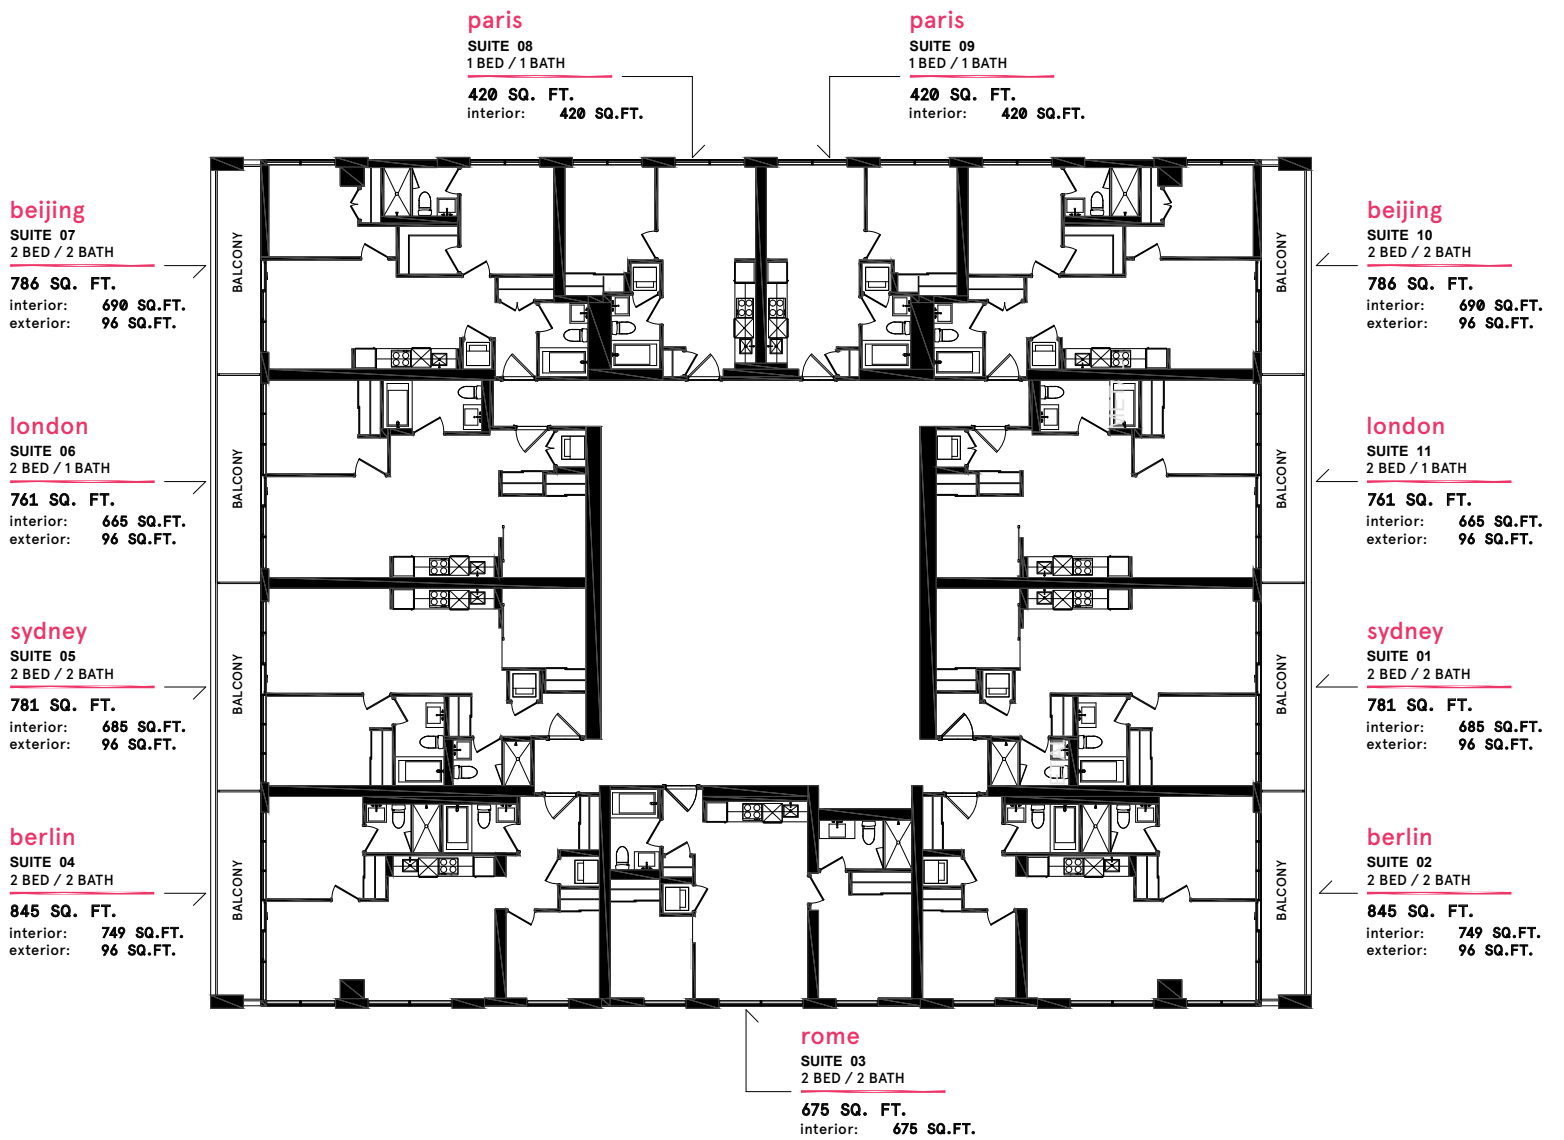 paris
SUITE 08
1 BED / 1 BATH
420 SQ. FT.
interior: 420 SQ.FT.
paris
SUITE 09
1 BED / 1 BATH
420 SQ. FT.
interior: 420 SQ.FT.
beijing
SUITE 07
2 BED / 2 BATH
786 SQ. FT.
interior: 690 SQ.FT.
exterior: 96 SQ.FT.
BALCONY
london
SUITE 06
2 BED / 1 BATH
761 SQ. FT.
interior: 665 SQ.FT.
exterior: 96 SQ.FT.
BALCONY
sydney
SUITE 05
2 BED / 2 BATH
781 SQ. FT.
interior: 685 SQ.FT.
exterior: 96 SQ.FT.
BALCONY
berlin
SUITE 04
2 BED / 2 BATH
845 SQ. FT.
interior: 749 SQ.FT.
exterior: 96 SQ.FT.
BALCONY
BALCONY
beijing
SUITE 10
2 BED / 2 BATH
786 SQ. FT.
interior: 690 SQ.FT.
exterior: 96 SQ.FT.
BALCONY
london
SUITE 11
2 BED / 1 BATH
761 SQ. FT.
interior: 665 SQ.FT.
exterior: 96 SQ.FT.
BALCONY
sydney
SUITE 01
2 BED / 2 BATH
781 SQ. FT.
interior: 685 SQ.FT.
exterior: 96 SQ.FT.
BALCONY
berlin
SUITE 02
2 BED / 2 BATH
845 SQ. FT.
interior: 749 SQ.FT.
exterior: 96 SQ.FT.
rome
SUITE 03
2 BED / 2 BATH
675 SQ. FT.
interior: 675 SQ.FT.